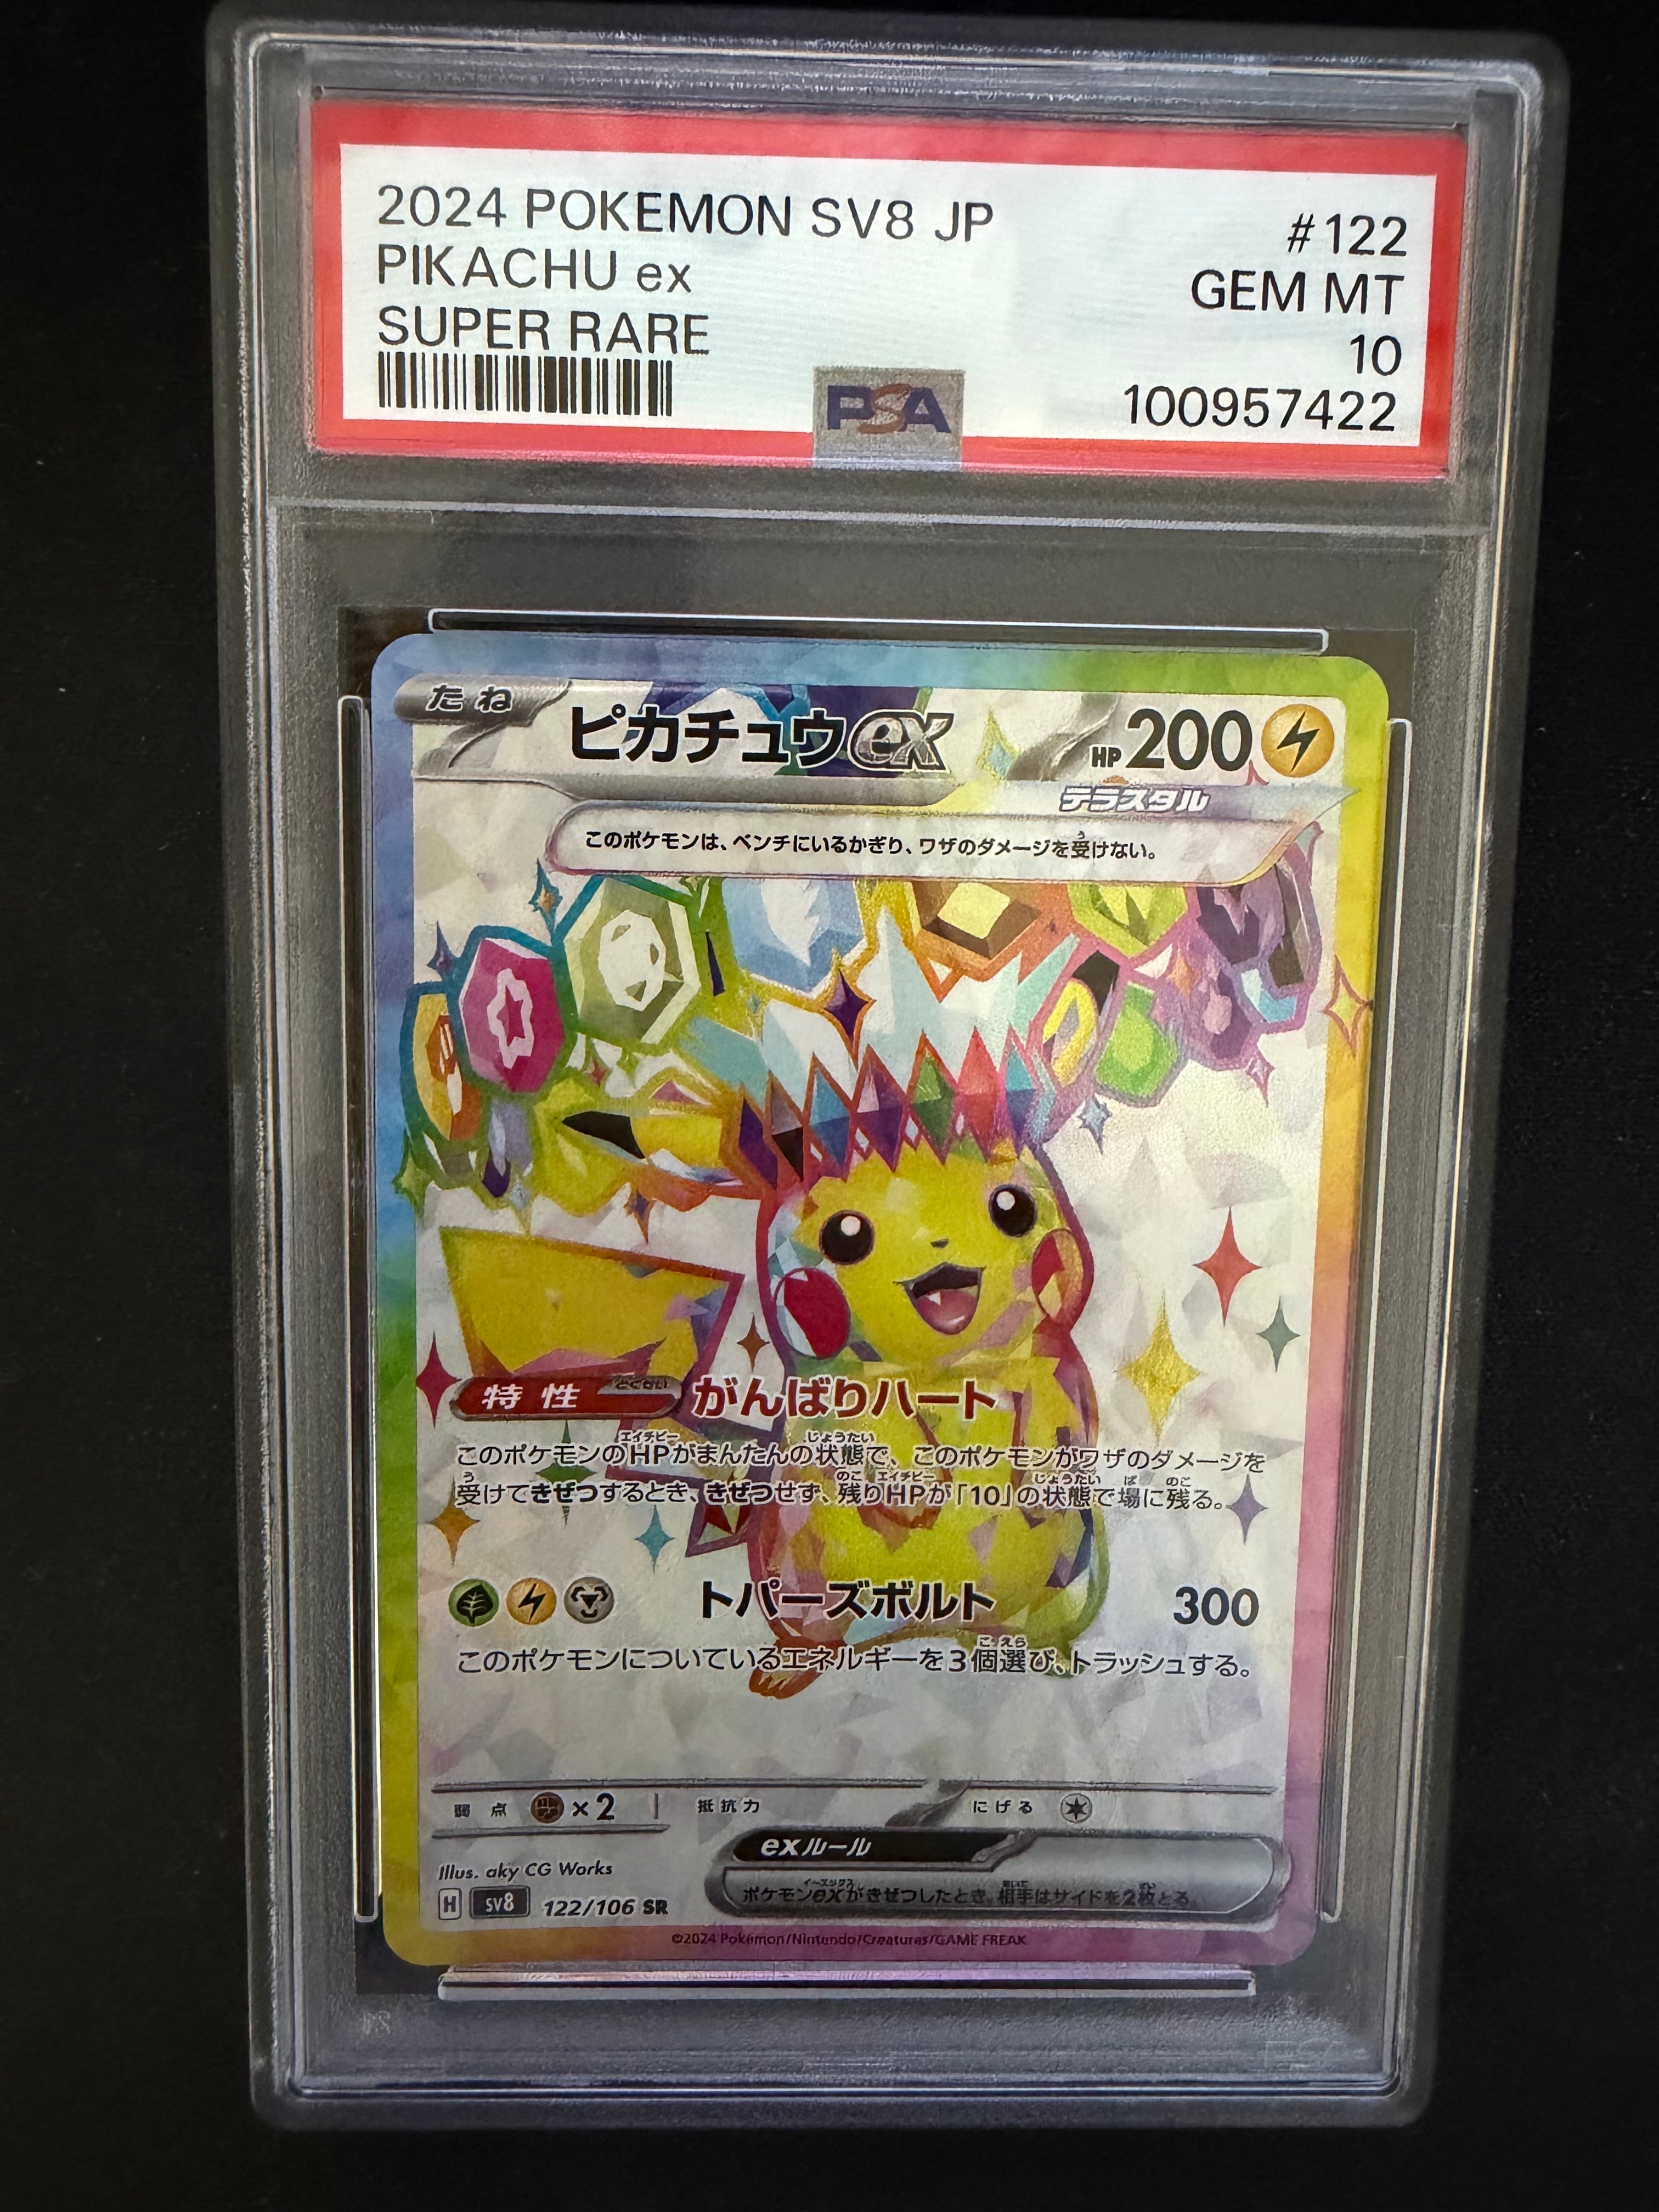 2024 POKEMON SV8 JP #122
PIKACHU ex GEM MT
SUPER RARE 10
PSA 100957422
たね ピカチュウex HP200
テラスタル
このポケモンは、ベンチにいるかぎり、ワザのダメージを受けない。
特性 がんばりハート
このポケモンのHPがまんたんの状態で、このポケモンがワザのダメージを
受けてきぜつするとき、きぜつせず、残りHPが「10」の状態で場に残る。
トパーズボルト 300
このポケモンについているエネルギーを3個選び、トラッシュする。
弱点 ×2 抵抗力 にげる
exルール
ポケモンexがきぜつしたとき、相手はサイドを2枚とる。
Illus. aky CG Works
H SV8 122/106 SR
©2024 Pokémon/Nintendo/Creatures/GAME FREAK